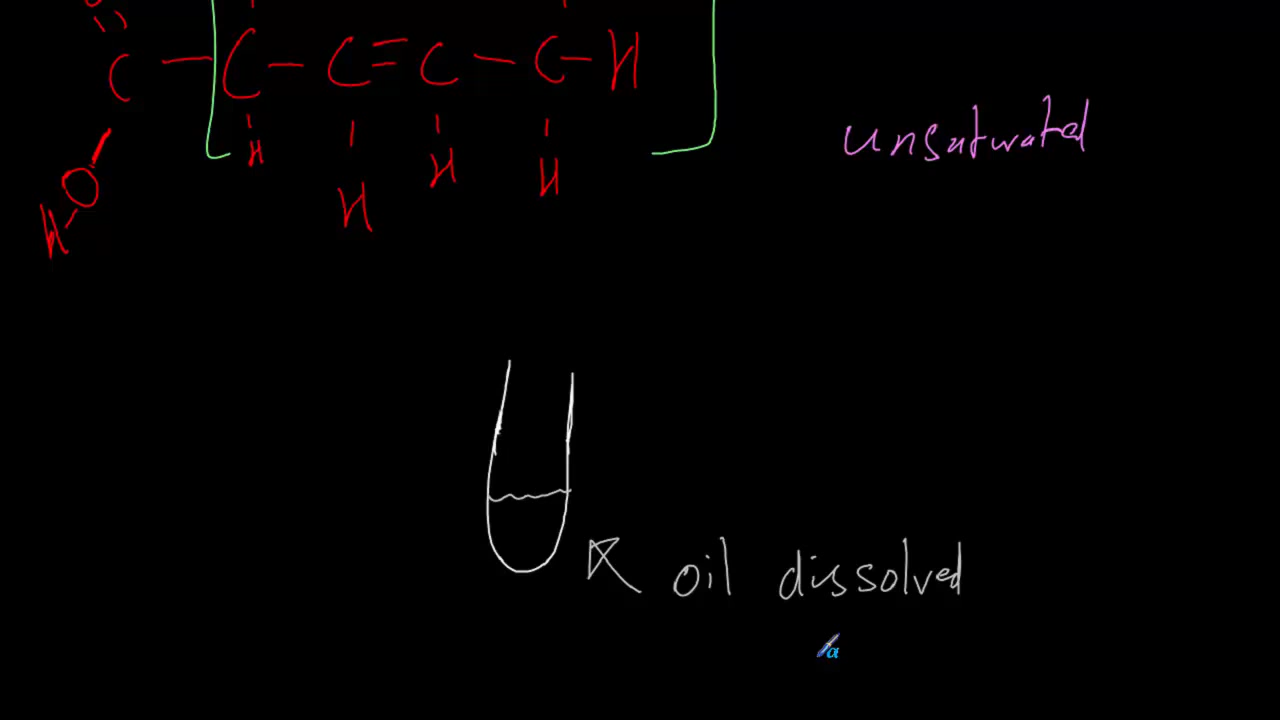 C — C — C = C — C — H
unsaturated
H H H H
O
H
oil dissolved